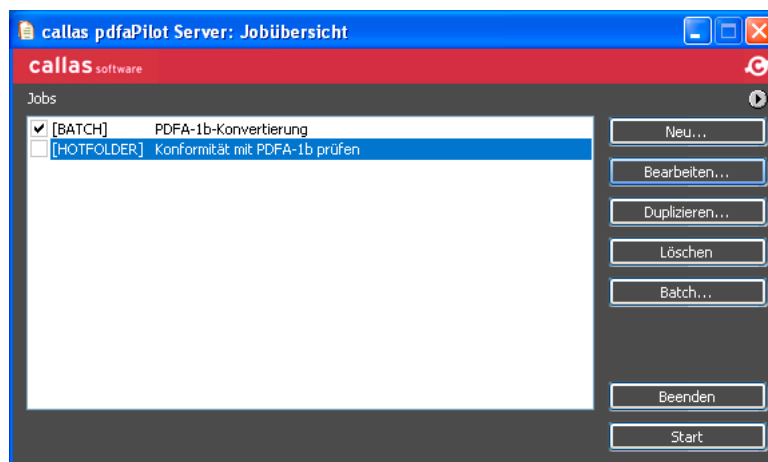 callas pdfaPilot Server: Jobübersicht
callas software
Jobs
[BATCH] PDFA-1b-Konvertierung
[HOTFOLDER] Konformität mit PDFA-1b prüfen
Neu...
Bearbeiten...
Duplizieren...
Löschen
Batch...
Beenden
Start